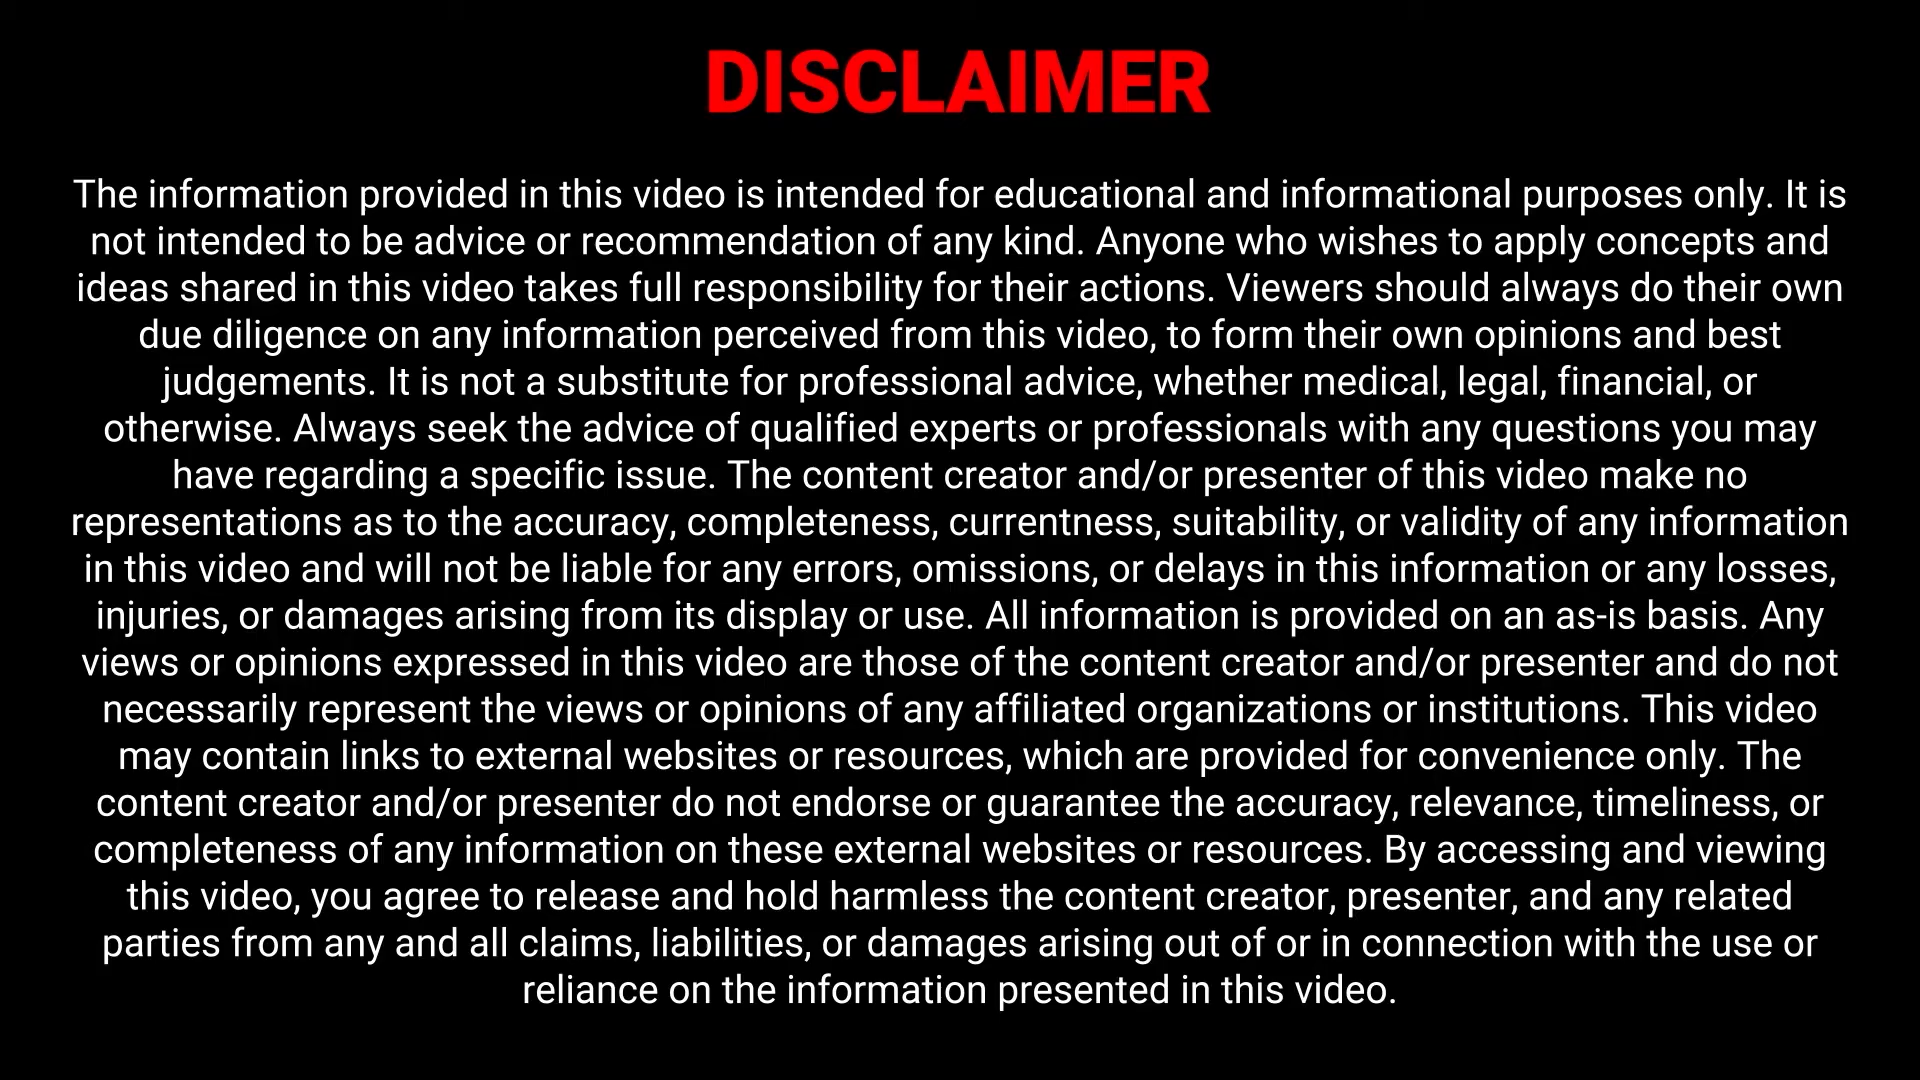 DISCLAIMER
The information provided in this video is intended for educational and informational purposes only. It is
not intended to be advice or recommendation of any kind. Anyone who wishes to apply concepts and
ideas shared in this video takes full responsibility for their actions. Viewers should always do their own
due diligence on any information perceived from this video, to form their own opinions and best
judgements. It is not a substitute for professional advice, whether medical, legal, financial, or
otherwise. Always seek the advice of qualified experts or professionals with any questions you may
have regarding a specific issue. The content creator and/or presenter of this video make no
representations as to the accuracy, completeness, currentness, suitability, or validity of any information
in this video and will not be liable for any errors, omissions, or delays in this information or any losses,
injuries, or damages arising from its display or use. All information is provided on an as-is basis. Any
views or opinions expressed in this video are those of the content creator and/or presenter and do not
necessarily represent the views or opinions of any affiliated organizations or institutions. This video
may contain links to external websites or resources, which are provided for convenience only. The
content creator and/or presenter do not endorse or guarantee the accuracy, relevance, timeliness, or
completeness of any information on these external websites or resources. By accessing and viewing
this video, you agree to release and hold harmless the content creator, presenter, and any related
parties from any and all claims, liabilities, or damages arising out of or in connection with the use or
reliance on the information presented in this video.